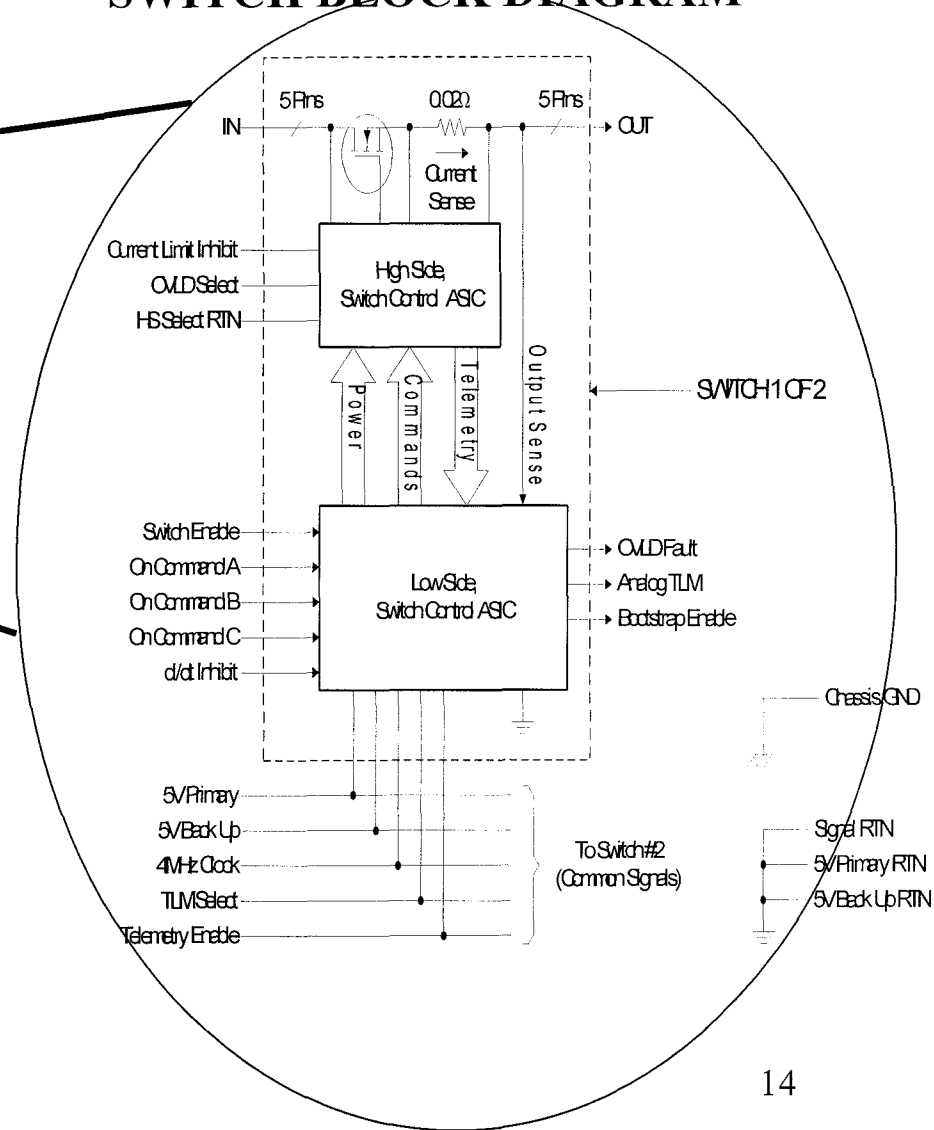 SWITCH BLOCK DIAGRAM
5 Pins
0.02Ω
5 Pins
IN
OUT
Current
Sense
Current Limit Inhibit
OVLD Select
HS Select RTN
High Side,
Switch Control ASIC
Power
Commands
Telemetry
Output Sense
SWITCH 1 OF 2
Switch Enable
On Command A
On Command B
On Command C
di/dt Inhibit
Low Side,
Switch Control ASIC
OVLD Fault
Analog TLM
Bootstrap Enable
Chassis GND
5V Primary
5V Back Up
4MHz Clock
TLM Select
Telemetry Enable
To Switch #2
(Common Signals)
Signal RTN
5V Primary RTN
5V Back Up RTN
14